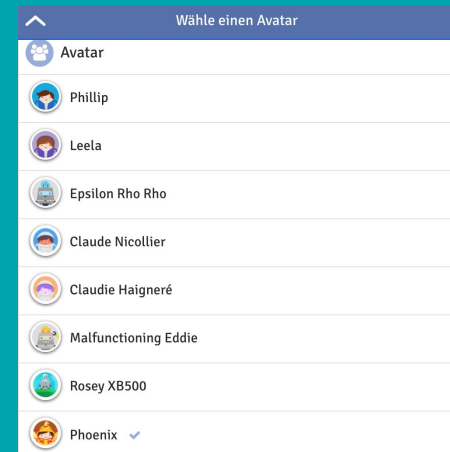 Wähle einen Avatar
Avatar
Phillip
Leela
Epsilon Rho Rho
Claude Nicollier
Claudie Haigneré
Malfunctioning Eddie
Rosey XB500
Phoenix